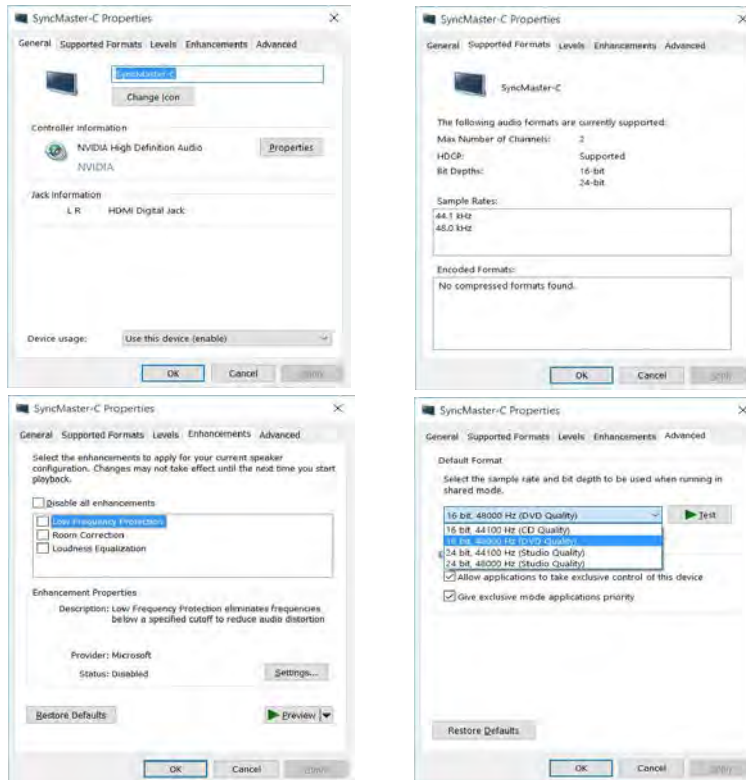 SyncMaster-C Properties
General Supported Formats Levels Enhancements Advanced
SyncMaster-C
Change Icon
Controller Information
NVIDIA High Definition Audio
Properties
NVIDIA
Jack Information
L R HDMI Digital Jack
Device usage: Use this device (enable)
OK Cancel Apply
SyncMaster-C Properties
General Supported Formats Levels Enhancements Advanced
SyncMaster-C
The following audio formats are currently supported.
Max Number of Channels: 2
HDCP: Supported
Bit Depths: 16-bit
24-bit
Sample Rates:
44.1 kHz
48.0 kHz
Encoded Formats:
No compressed formats found.
OK Cancel Apply
SyncMaster-C Properties
General Supported Formats Levels Enhancements Advanced
Select the enhancements to apply for your current speaker
configuration. Changes may not take effect until the next time you start
playback.
Disable all enhancements
Low Frequency Protection
Room Correction
Loudness Equalization
Enhancement Properties
Description: Low Frequency Protection eliminates frequencies
below a specified cutoff to reduce audio distortion
Provider: Microsoft
Status: Disabled
Settings...
Restore Defaults
Preview
OK Cancel Apply
SyncMaster-C Properties
General Supported Formats Levels Enhancements Advanced
Default Format
Select the sample rate and bit depth to be used when running in
shared mode.
16 bit, 48000 Hz (DVD Quality)
Test
16 bit, 44100 Hz (CD Quality)
16 bit, 48000 Hz (DVD Quality)
24 bit, 44100 Hz (Studio Quality)
24 bit, 48000 Hz (Studio Quality)
Allow applications to take exclusive control of this device
Give exclusive mode applications priority
Restore Defaults
OK Cancel Apply